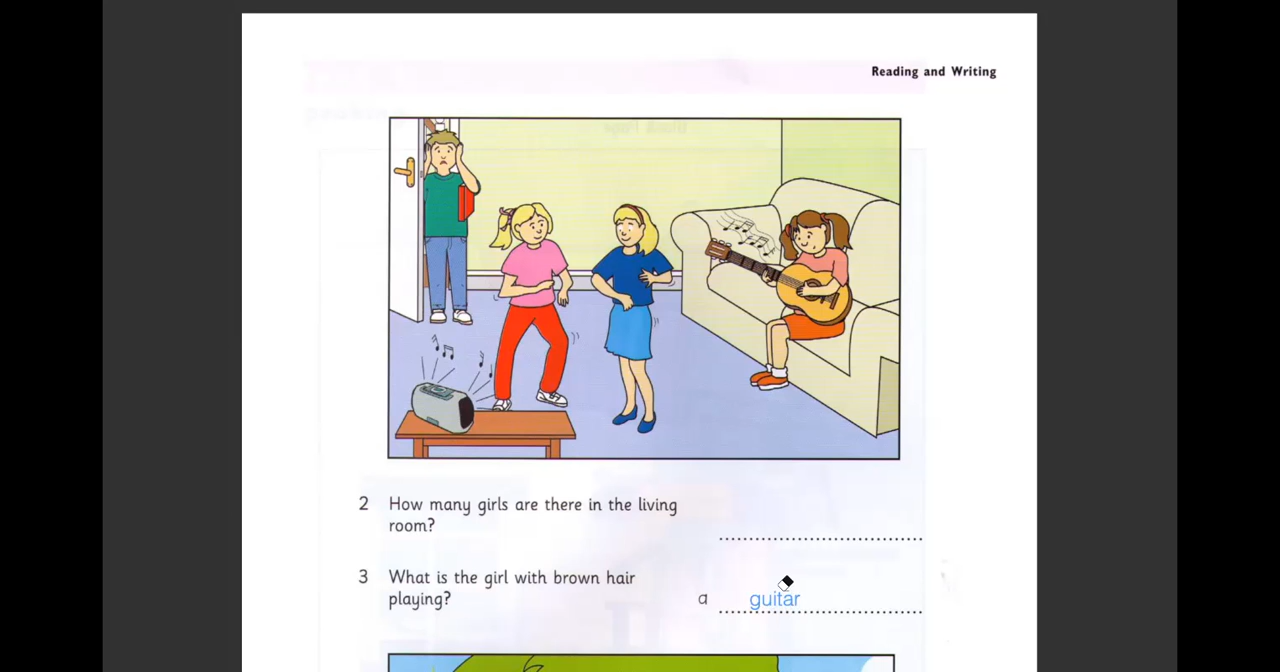 Reading and Writing
2 How many girls are there in the living
room?
3 What is the girl with brown hair
playing? a guitar